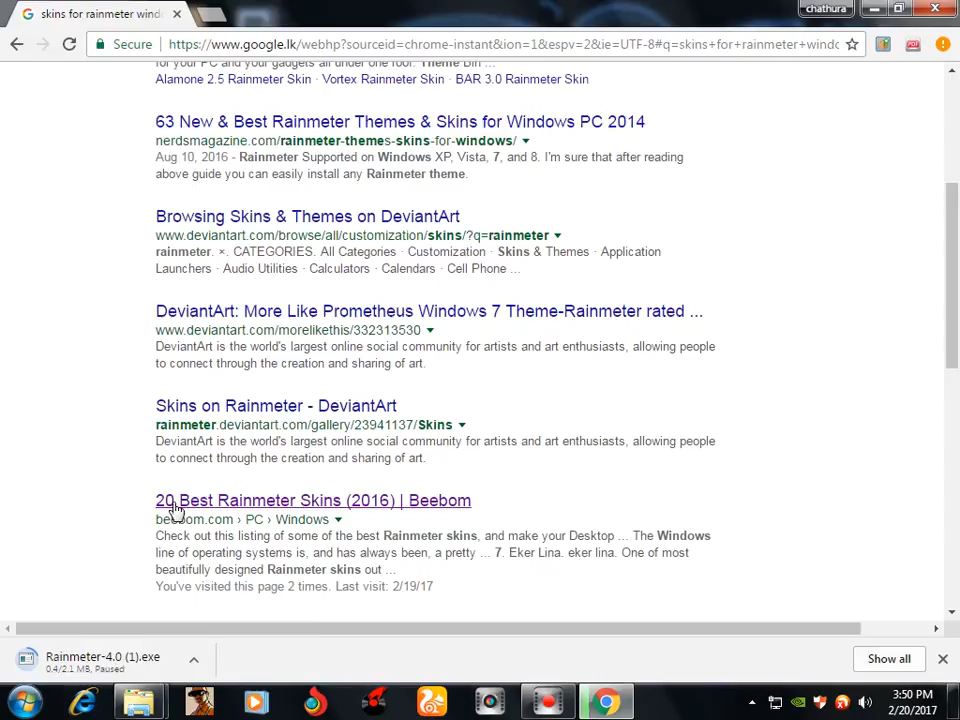 skins for rainmeter wind
chathura
Secure
https://www.google.lk/webhp?sourceid=chrome-instant&ion=1&espv=2&ie=UTF-8#q=skins+for+rainmeter+windo
for your PC and your gadgets all under one roof. Theme Bin ...
Alamone 2.5 Rainmeter Skin · Vortex Rainmeter Skin · BAR 3.0 Rainmeter Skin
63 New & Best Rainmeter Themes & Skins for Windows PC 2014
nerdsmagazine.com/rainmeter-themes-skins-for-windows/
Aug 10, 2016 - Rainmeter Supported on Windows XP, Vista, 7, and 8. I'm sure that after reading
above guide you can easily install any Rainmeter theme.
Browsing Skins & Themes on DeviantArt
www.deviantart.com/browse/all/customization/skins/?q=rainmeter
rainmeter. ×. CATEGORIES. All Categories · Customization · Skins & Themes · Application
Launchers · Audio Utilities · Calculators · Calendars · Cell Phone ...
DeviantArt: More Like Prometheus Windows 7 Theme-Rainmeter rated ...
www.deviantart.com/morelikethis/332313530
DeviantArt is the world's largest online social community for artists and art enthusiasts, allowing people
to connect through the creation and sharing of art.
Skins on Rainmeter - DeviantArt
rainmeter.deviantart.com/gallery/23941137/Skins
DeviantArt is the world's largest online social community for artists and art enthusiasts, allowing people
to connect through the creation and sharing of art.
20 Best Rainmeter Skins (2016) | Beebom
beebom.com › PC › Windows
Check out this listing of some of the best Rainmeter skins, and make your Desktop ... The Windows
line of operating systems is, and has always been, a pretty ... 7. Eker Lina. eker lina. One of most
beautifully designed Rainmeter skins out ...
You've visited this page 2 times. Last visit: 2/19/17
Rainmeter-4.0 (1).exe
0.4/2.1 MB, Paused
Show all
3:50 PM
2/20/2017